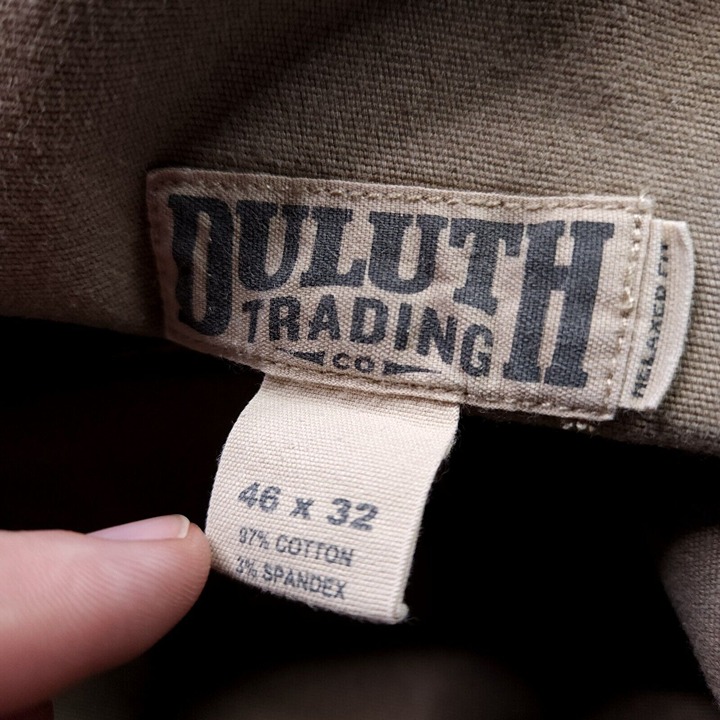 DULUTH
TRADING
CO
RELAXED FIT
46 x 32
97% COTTON
3% SPANDEX